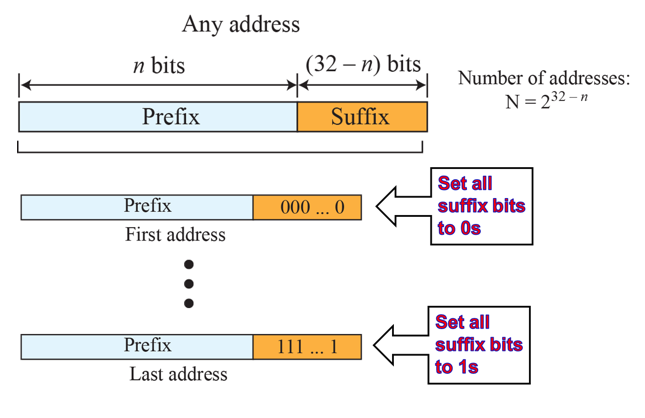 Any address
n bits
(32 – n) bits
Number of addresses:
N = 2^32 – n
Prefix
Suffix
Prefix
000 ... 0
First address
Set all
suffix bits
to 0s
Prefix
111 ... 1
Last address
Set all
suffix bits
to 1s